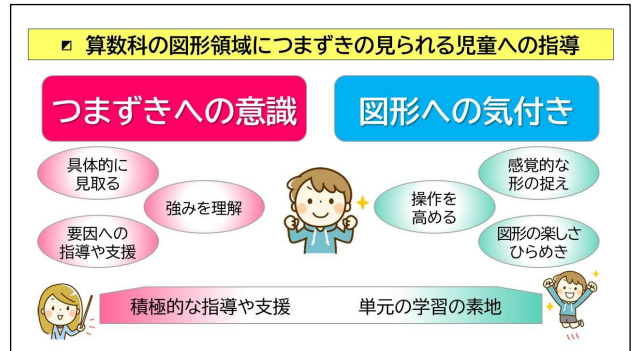 ◪ 算数科の図形領域につまずきの見られる児童への指導
つまずきへの意識
図形への気付き
具体的に
見取る
強みを理解
要因への
指導や支援
操作を
高める
感覚的な
形の捉え
図形の楽しさ
ひらめき
積極的な指導や支援
単元の学習の素地